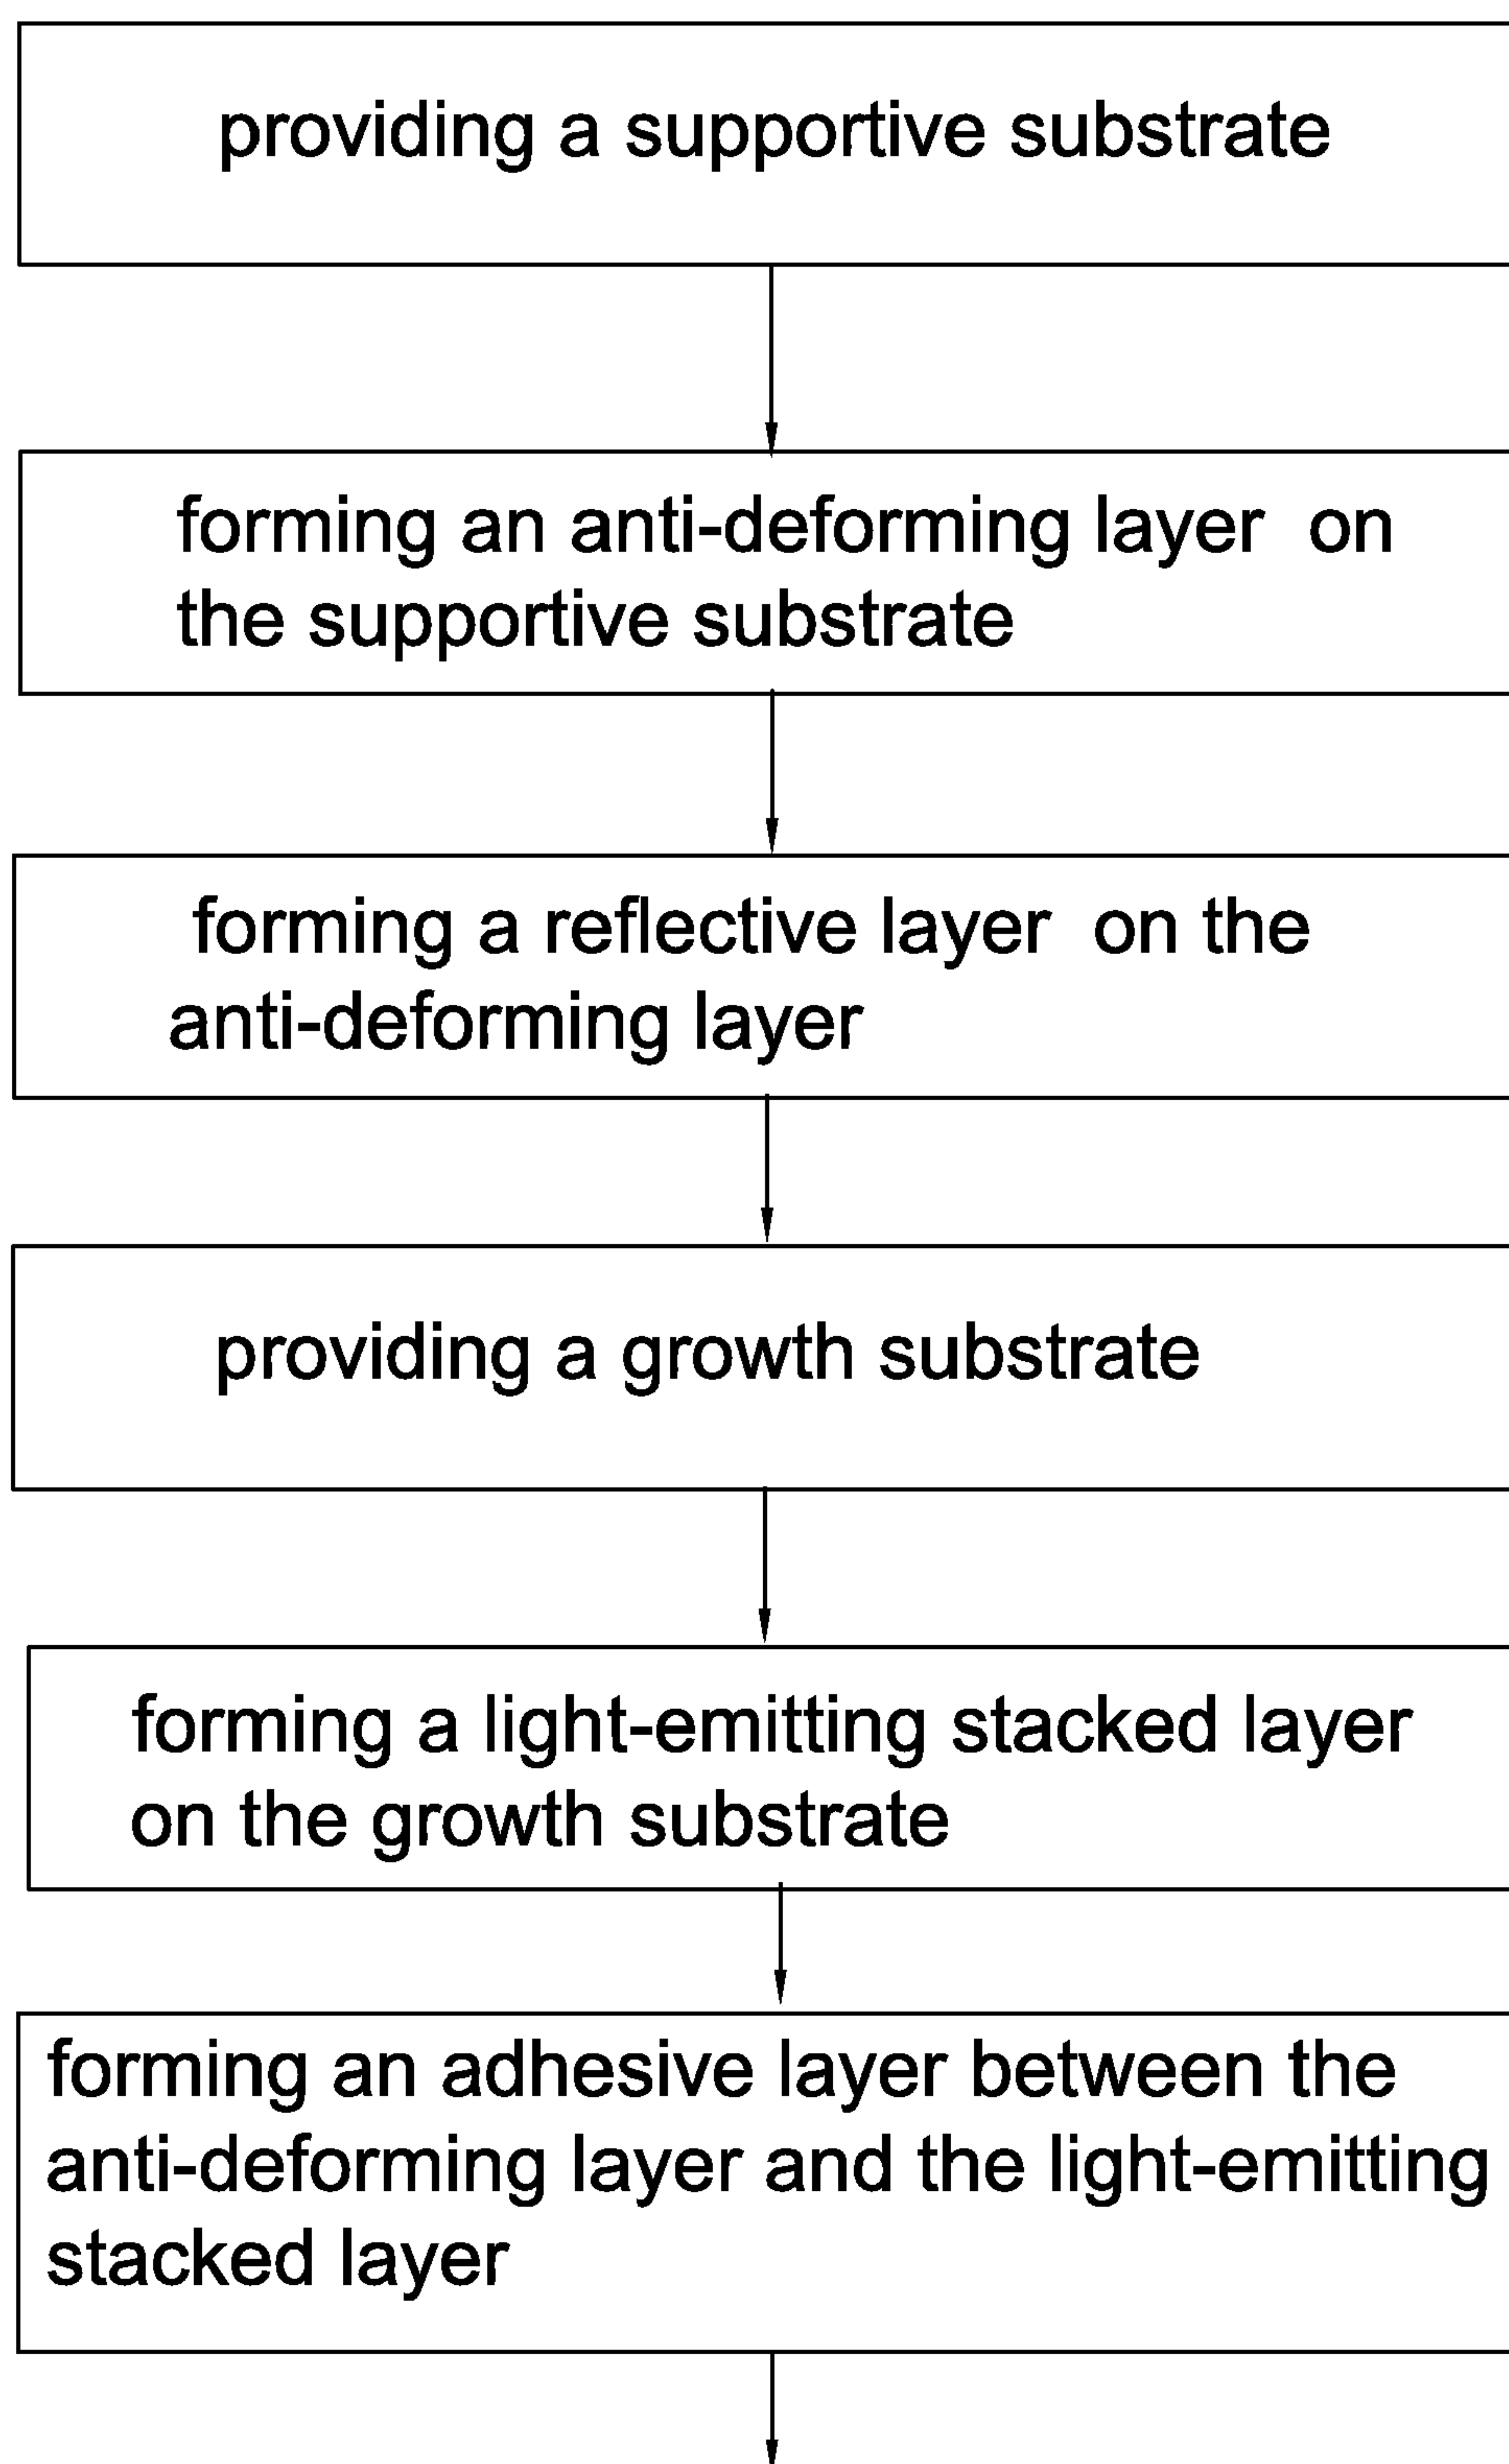 providing a supportive substrate
forming an anti-deforming layer on
the supportive substrate
forming a reflective layer on the
anti-deforming layer
providing a growth substrate
forming a light-emitting stacked layer
on the growth substrate
forming an adhesive layer between the
anti-deforming layer and the light-emitting
stacked layer